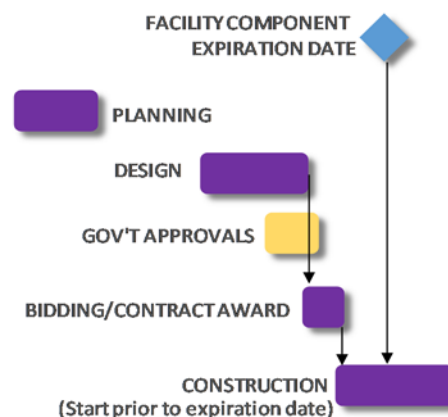 FACILITY COMPONENT
EXPIRATION DATE
PLANNING
DESIGN
GOV'T APPROVALS
BIDDING/CONTRACT AWARD
CONSTRUCTION
(Start prior to expiration date)